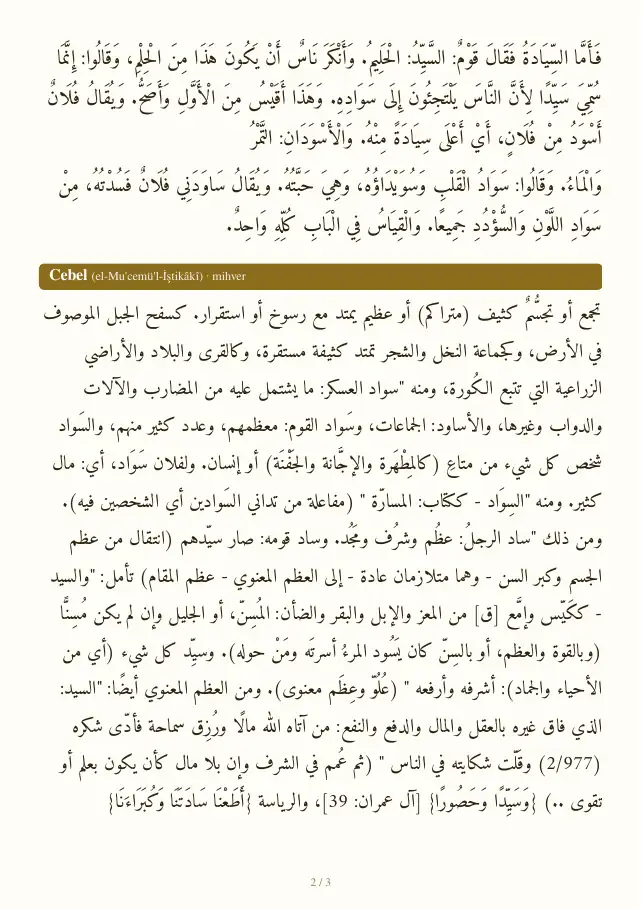 فَأَمَّا السِّيَادَةُ فَقَالَ قَوْمٌ: السَّيِّدُ: الْحَلِيمُ. وَأَنْكَرَ نَاسٌ أَنْ يَكُونَ هَذَا مِنَ الْحِلْمِ، وَقَالُوا: إِنَّمَا
سُمِّيَ سَيِّدًا لِأَنَّ النَّاسَ يَلْتَجِئُونَ إِلَى سَوَادِهِ. وَهَذَا أَقْيَسُ مِنَ الْأَوَّلِ وَأَصَحُّ. وَيُقَالُ فُلَانٌ
أَسْوَدُ مِنْ فُلَانٍ، أَيْ أَعْلَى سِيَادَةً مِنْهُ. وَالْأَسْوَدَانِ: التَّمْرُ
وَالْمَاءُ. وَقَالُوا: سَوَادُ الْقَلْبِ وَسُوَيْدَاؤُهُ، وَهِيَ حَبَّتُهُ. وَيُقَالُ سَاوَدَنِي فُلَانٌ فَسُدْتُهُ، مِنْ
سَوَادِ اللَّوْنِ وَالسُّؤْدُدِ جَمِيعًا. وَالْقِيَاسُ فِي الْبَابِ كُلِّهِ وَاحِدٌ.
Cebel (el-Mu'cemü'l-İştikâkî) · mihver
تجمع أو تجسُّمٌ كثيف (متراكم) أو عظيم يمتد مع رسوخ أو استقرار. كسفح الجبل الموصوف
في الأرض، وكجماعة النخل والشجر تمتد كثيفة مستقرة، وكالقرى والبلاد والأراضي
الزراعية التي تتبع الكُورة، ومنه "سواد العسكر: ما يشتمل عليه من المضارب والآلات
والدواب وغيرها، والأساود: الجماعات، وسَواد القوم: معظمهم، وعدد كثير منهم، والسَواد
شخص كل شيء من متاعِ (كالمِطْهَرة والإجَّانة والجَفْنَة) أو إنسان. ولفلان سَوَاد، أي: مال
كثير. ومنه "السِوَاد - ككتاب: المسارّة " (مفاعلة من تداني السَوادين أي الشخصين فيه).
ومن ذلك "ساد الرجلُ: عظُم وشرُف ومجُد. وساد قومه: صار سيّدهم (انتقال من عظم
الجسم وكبر السن - وهما متلازمان عادة - إلى العظم المعنوي - عظم المقام) تأمل: "والسيد
- ككَيّس وإمَّع [ق] من المعز والإبل والبقر والضأن: المُسِنّ، أو الجليل وإن لم يكن مُسِنًّا
(وبالقوة والعظم، أو بالسِنّ كان يَسُود المرءُ أسرتَه ومَنْ حوله). وسيِّد كل شيء (أي من
الأحياء والجماد): أشرفه وأرفعه " (عُلُوّ وعِظَم معنوى). ومن العظم المعنوي أيضًا: "السيد:
الذي فاق غيره بالعقل والمال والدفع والنفع: من آتاه الله مالًا ورُزِق سماحة فأدّى شكره
(2/977) وقلّت شكايته في الناس " (ثم عُمم في الشرف وإن بلا مال كأن يكون بعلم أو
تقوى ..) {وَسَيِّدًا وَحَصُورًا} [آل عمران: 39]، والرياسة {أَطَعْنَا سَادَتَنَا وَكُبَرَاءَنَا}
2 / 3